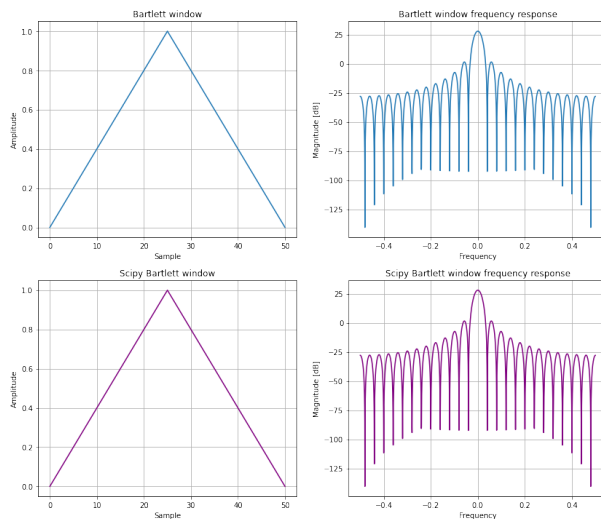 Bartlett window
1.0
0.8
0.6
0.4
0.2
0.0
Amplitude
0 10 20 30 40 50
Sample
Bartlett window frequency response
25
0
−25
−50
−75
−100
−125
Magnitude [dB]
−0.4 −0.2 0.0 0.2 0.4
Frequency
Scipy Bartlett window
1.0
0.8
0.6
0.4
0.2
0.0
Amplitude
0 10 20 30 40 50
Sample
Scipy Bartlett window frequency response
25
0
−25
−50
−75
−100
−125
Magnitude [dB]
−0.4 −0.2 0.0 0.2 0.4
Frequency